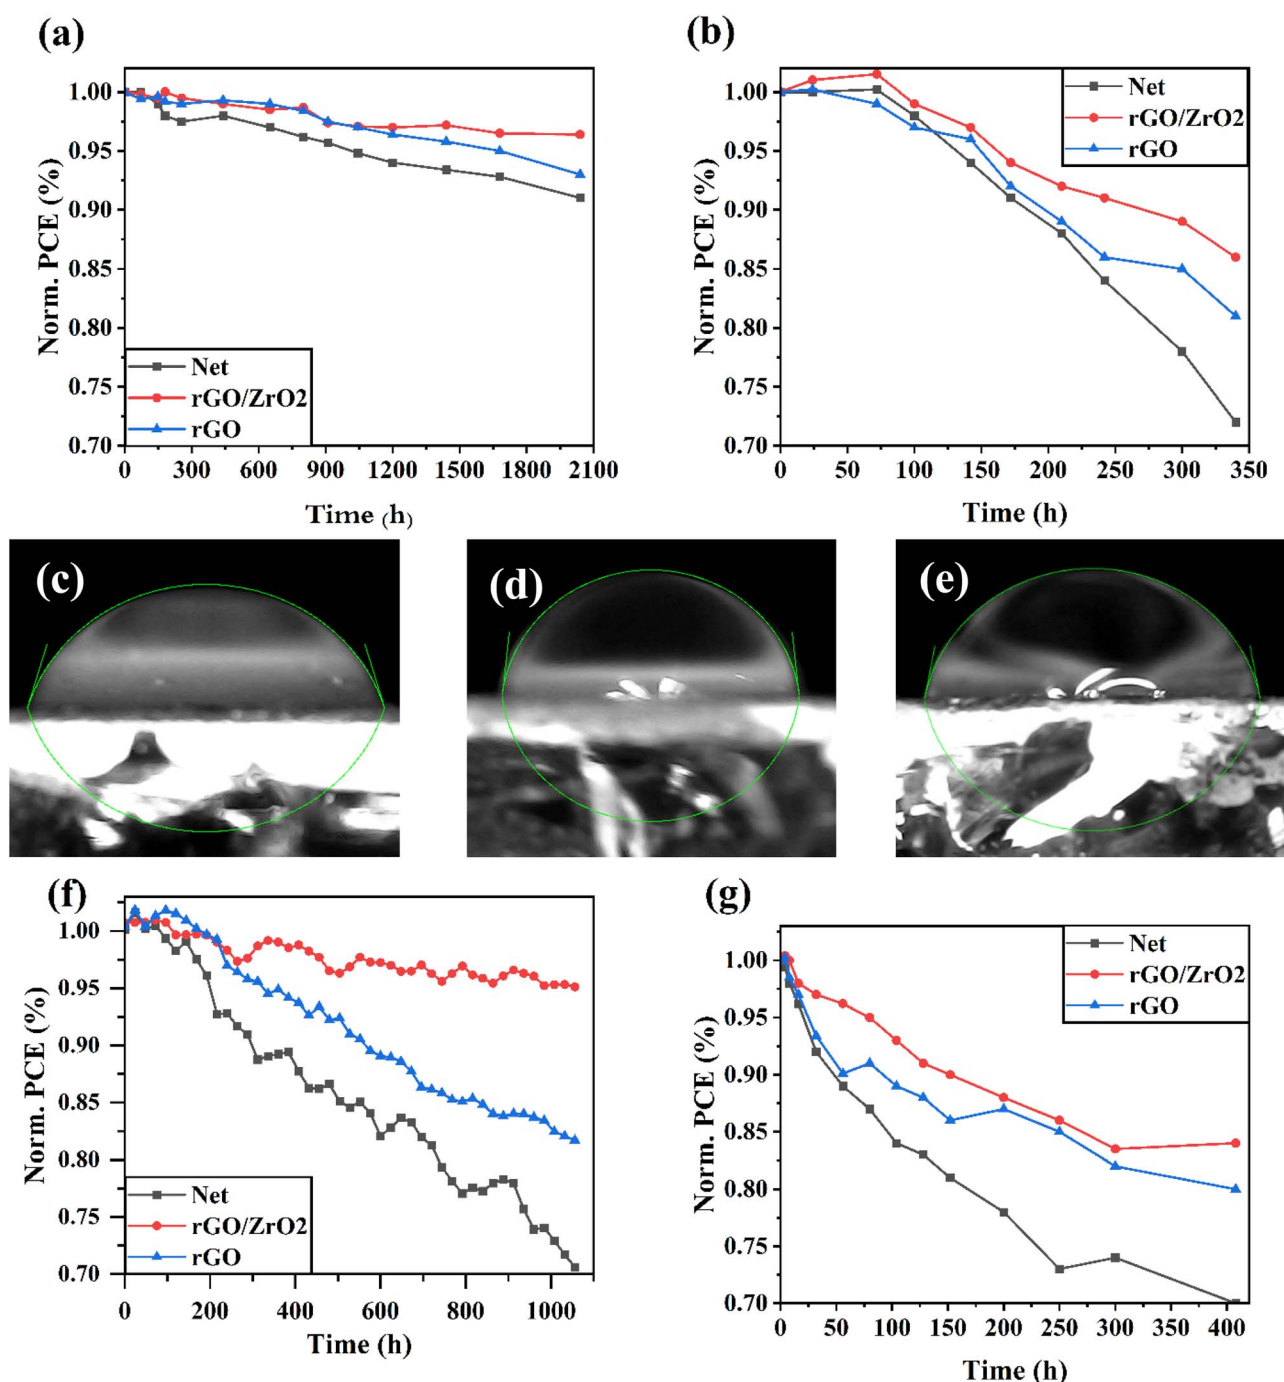 (a)
Norm. PCE (%)
1.00
0.95
0.90
0.85
0.80
0.75
0.70
Net
rGO/ZrO2
rGO
0 300 600 900 1200 1500 1800 2100
Time (h)
(b)
Norm. PCE (%)
1.00
0.95
0.90
0.85
0.80
0.75
0.70
Net
rGO/ZrO2
rGO
0 50 100 150 200 250 300 350
Time (h)
(c)
(d)
(e)
(f)
Norm. PCE (%)
1.00
0.95
0.90
0.85
0.80
0.75
0.70
Net
rGO/ZrO2
rGO
0 200 400 600 800 1000
Time (h)
(g)
Norm. PCE (%)
1.00
0.95
0.90
0.85
0.80
0.75
0.70
Net
rGO/ZrO2
rGO
0 50 100 150 200 250 300 350 400
Time (h)